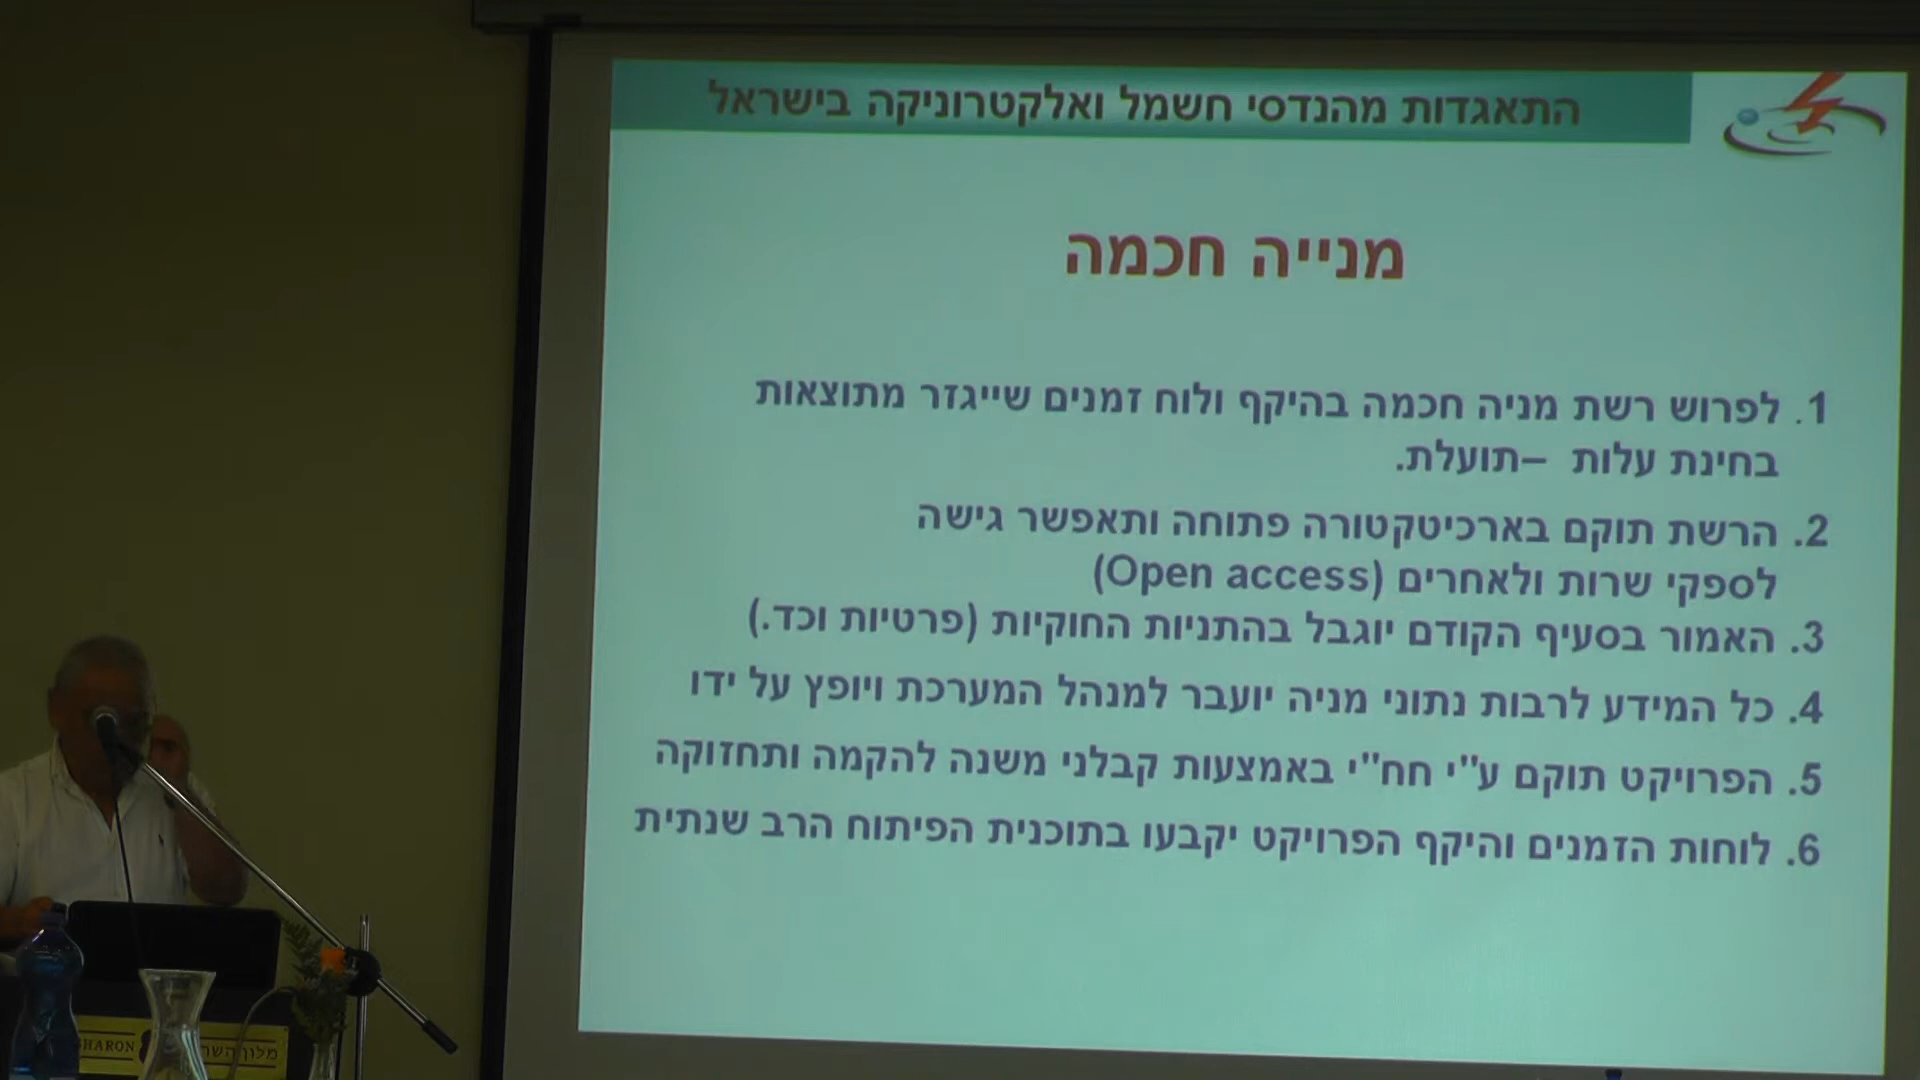 התאגדות מהנדסי חשמל ואלקטרוניקה בישראל
מנייה חכמה
1. לפרוש רשת מניה חכמה בהיקף ולוח זמנים שייגזר מתוצאות
בחינת עלות –תועלת.
2. הרשת תוקם בארכיטקטורה פתוחה ותאפשר גישה
לספקי שרות ולאחרים (Open access)
3. האמור בסעיף הקודם יוגבל בהתניות החוקיות (פרטיות וכד.)
4. כל המידע לרבות נתוני מניה יועבר למנהל המערכת ויופץ על ידו
5. הפרויקט תוקם ע"י חח"י באמצעות קבלני משנה להקמה ותחזוקה
6. לוחות הזמנים והיקף הפרויקט יקבעו בתוכנית הפיתוח הרב שנתית
SHARON
מלון